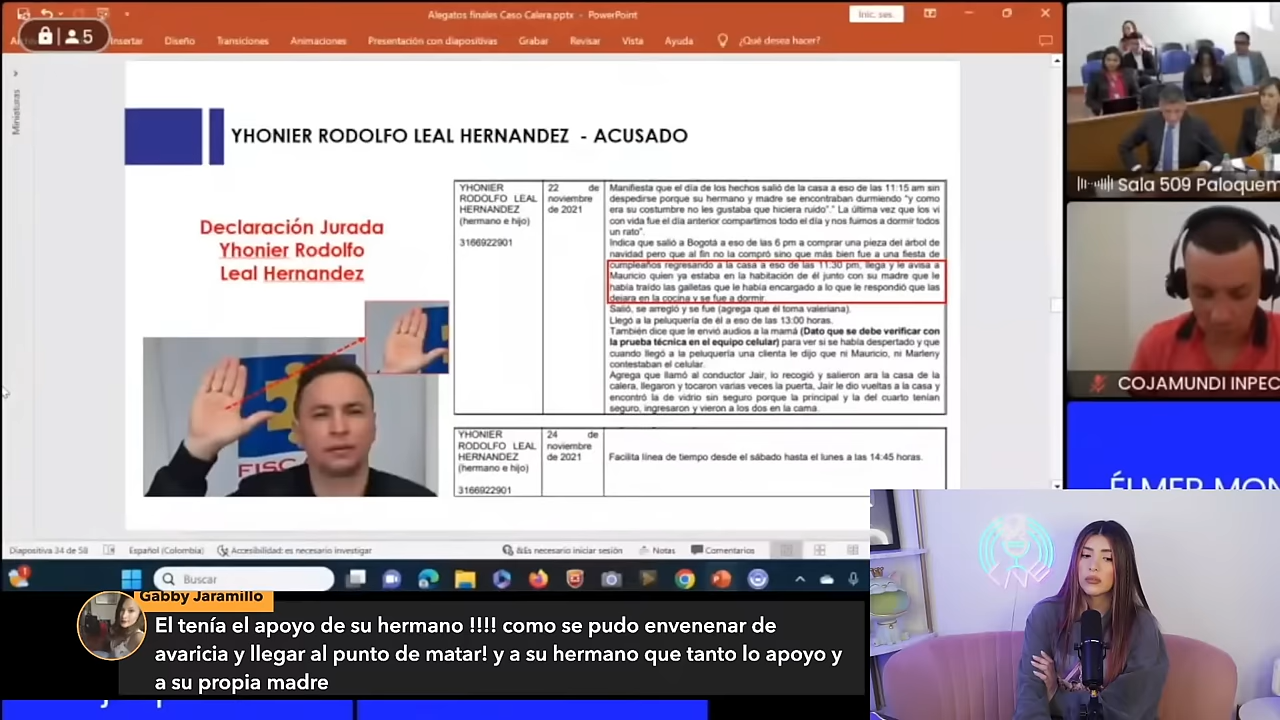 Alegatos finales Caso Calera.pptx - PowerPoint
Inic. ses.
5
Insertar Diseño Transiciones Animaciones Presentación con diapositivas Grabar Revisar Vista Ayuda ¿Qué desea hacer?
Miniaturas
YHONIER RODOLFO LEAL HERNANDEZ - ACUSADO
Declaración Jurada
Yhonier Rodolfo
Leal Hernandez
YHONIER
RODOLFO LEAL
HERNANDEZ
(hermano e hijo)
3166922901
22 de
noviembre
de 2021
Manifiesta que el día de los hechos salió de la casa a eso de las 11:15 am sin
despedirse porque su hermano y madre se encontraban durmiendo "y como
era su costumbre no les gustaba que hiciera ruido"." La última vez que los vi
con vida fue el día anterior compartimos todo el día y nos fuimos a dormir todos
un rato".
Indica que salió a Bogotá a eso de las 6 pm a comprar una pieza del árbol de
navidad pero que al fin no la compró sino que más bien fue a una fiesta de
cumpleaños regresando a la casa a eso de las 11:30 pm, llega y le avisa a
Mauricio quien ya estaba en la habitación de él junto con su madre que le
había traído las galletas que le había encargado a lo que le respondió que las
dejara en la cocina y se fue a dormir.
Salió, se arregló y se fue (agrega que él toma valeriana).
Llegó a la peluquería de él a eso de las 13:00 horas.
También dice que le envió audios a la mamá (Dato que se debe verificar con
la prueba técnica en el equipo celular) para ver si se había despertado y que
cuando llegó a la peluquería una clienta le dijo que ni Mauricio, ni Marleny
contestaban el celular.
Agrega que llamó al conductor Jair, lo recogió y salieron ara la casa de la
calera, llegaron y tocaron varias veces la puerta, Jair le dio vueltas a la casa y
encontró la de vidrio sin seguro porque la principal y la del cuarto tenían
seguro, ingresaron y vieron a los dos en la cama.
YHONIER
RODOLFO LEAL
HERNANDEZ
(hermano e hijo)
3166922901
24 de
noviembre
de 2021
Facilita línea de tiempo desde el sábado hasta el lunes a las 14:45 horas.
FISC
Sala 509 Paloquem
COJAMUNDI INPEC
ÉLMER MON
Diapositiva 34 de 58 Español (Colombia) Accesibilidad: es necesario investigar
Es necesario iniciar sesión Notas Comentarios
Buscar
Gabby Jaramillo
El tenía el apoyo de su hermano !!!! como se pudo envenenar de
avaricia y llegar al punto de matar! y a su hermano que tanto lo apoyo y
a su propia madre